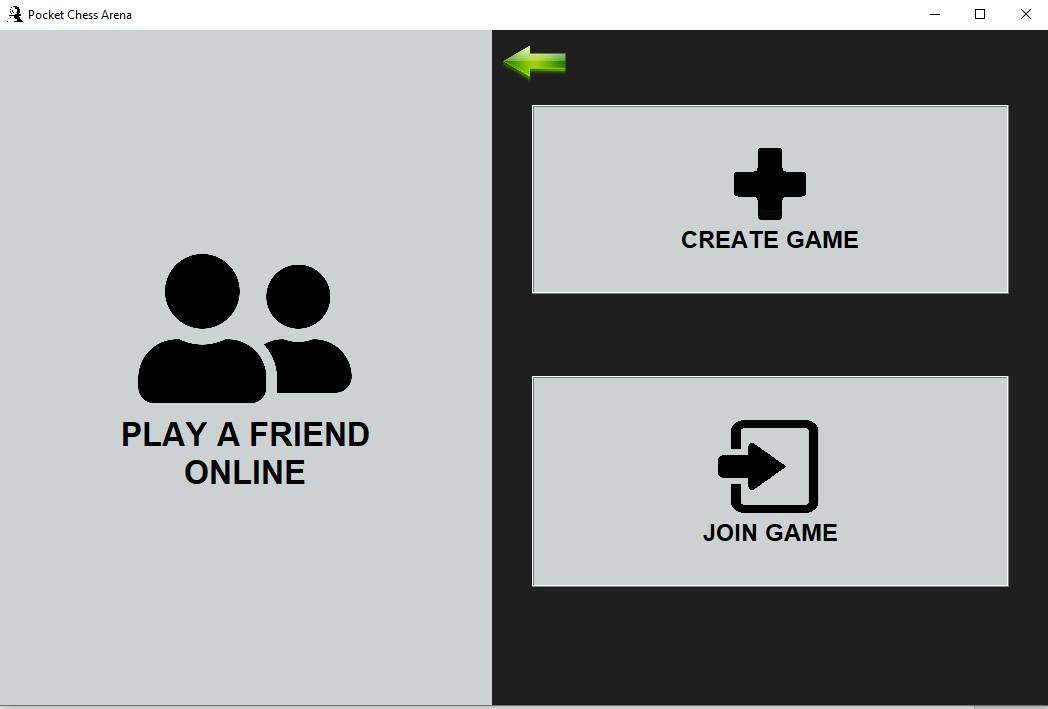 Pocket Chess Arena
PLAY A FRIEND
ONLINE
CREATE GAME
JOIN GAME